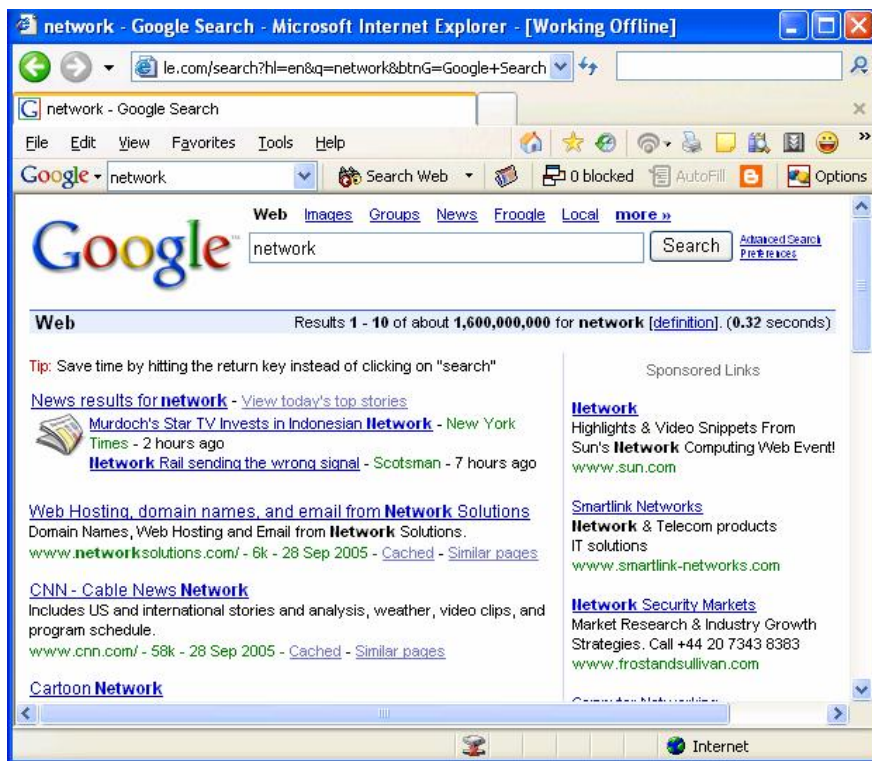 network - Google Search - Microsoft Internet Explorer - [Working Offline]
le.com/search?hl=en&q=network&btnG=Google+Search
network - Google Search
File Edit View Favorites Tools Help
Google network Search Web 0 blocked AutoFill Options
Web Images Groups News Froogle Local more »
Google™
network Search Advanced Search
Preferences
Web Results 1 - 10 of about 1,600,000,000 for network [definition]. (0.32 seconds)
Tip: Save time by hitting the return key instead of clicking on "search"
News results for network - View today's top stories
Murdoch's Star TV Invests in Indonesian Network - New York
Times - 2 hours ago
Network Rail sending the wrong signal - Scotsman - 7 hours ago
Web Hosting, domain names, and email from Network Solutions
Domain Names, Web Hosting and Email from Network Solutions.
www.networksolutions.com/ - 6k - 28 Sep 2005 - Cached - Similar pages
CNN - Cable News Network
Includes US and international stories and analysis, weather, video clips, and
program schedule.
www.cnn.com/ - 58k - 28 Sep 2005 - Cached - Similar pages
Cartoon Network
Sponsored Links
Network
Highlights & Video Snippets From
Sun's Network Computing Web Event!
www.sun.com
Smartlink Networks
Network & Telecom products
IT solutions
www.smartlink-networks.com
Network Security Markets
Market Research & Industry Growth
Strategies. Call +44 20 7343 8383
www.frostandsullivan.com
Internet